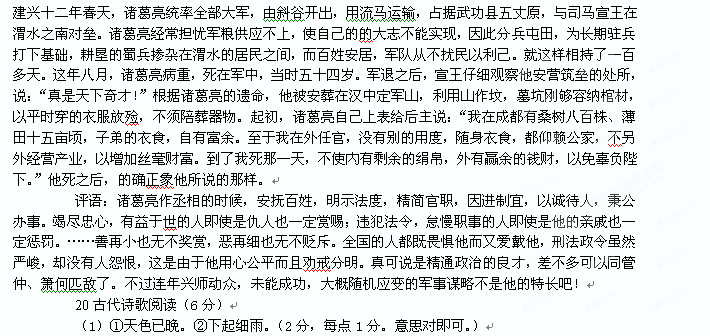 建兴十二年春天，诸葛亮统率全部大军，由斜谷开出，用流马运输，占据武功县五丈原，与司马宣王在
渭水之南对垒。诸葛亮经常担忧军粮供应不上，使自己的的大志不能实现，因此分兵屯田，为长期驻兵
打下基础，耕垦的蜀兵掺杂在渭水的居民之间，而百姓安居，军队从不扰民以利己。就这样相持了一百
多天。这年八月，诸葛亮病重，死在军中，当时五十四岁。军退之后，宣王仔细观察他安营筑垒的处所，
说：“真是天下奇才！”根据诸葛亮的遗命，他被安葬在汉中定军山，利用山作坟，墓坑刚够容纳棺材，
以平时穿的衣服放殓，不须陪葬器物。起初，诸葛亮自己上表给后主说：“我在成都有桑树八百株、薄
田十五亩顷，子弟的衣食，自有富余。至于我在外任官，没有别的用度，随身衣食，都仰赖公家，不另
外经营产业，以增加丝毫财富。到了我死那一天，不使内有剩余的绢帛，外有赢余的钱财，以免辜负陛
下。”他死之后，的确正象他所说的那样。
评语：诸葛亮作丞相的时候，安抚百姓，明示法度，精简官职，因进制宜，以诚待人，秉公
办事。竭尽忠心，有益于世的人即使是仇人也一定赏赐；违犯法令，怠慢职事的人即使是他的亲戚也一
定惩罚。……善再小也无不奖赏，恶再细也无不贬斥。全国的人都既畏惧他而又爱戴他，刑法政令虽然
严峻，却没有人怨恨，这是由于他用心公平而且劝戒分明。真可说是精通政治的良才，差不多可以同管
仲、箫何匹敌了。不过连年兴师动众，未能成功，大概随机应变的军事谋略不是他的特长吧！
20 古代诗歌阅读（6 分）
（1）①天色已晚。②下起细雨。（2 分，每点 1 分。意思对即可。）